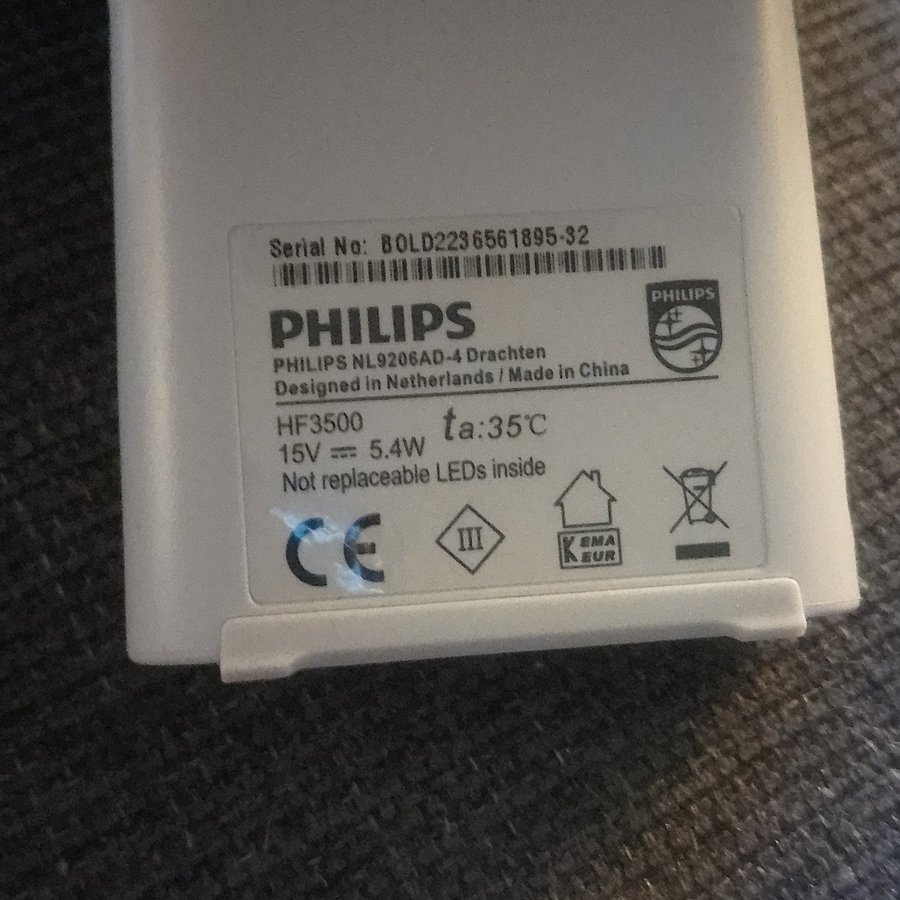 Serial No: BOLD2236561895-32
PHILIPS
PHILIPS
PHILIPS NL9206AD-4 Drachten
Designed in Netherlands / Made in China
HF3500
ta:35℃
15V ⎓ 5.4W
Not replaceable LEDs inside
CE
III
KEMA
EUR